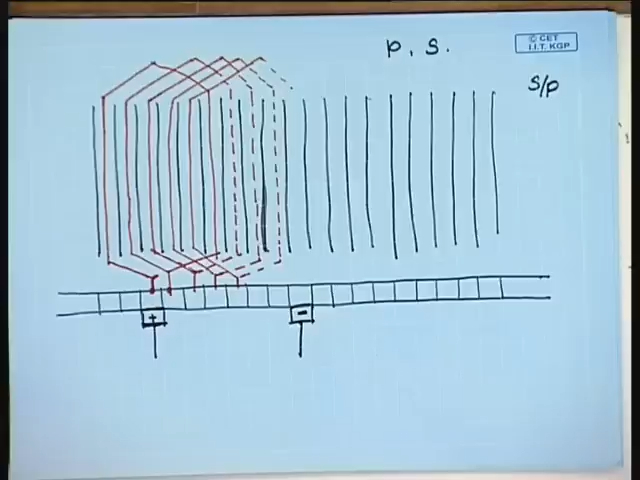 P. S.
© CET
I.I.T. KGP
S/P
+
-